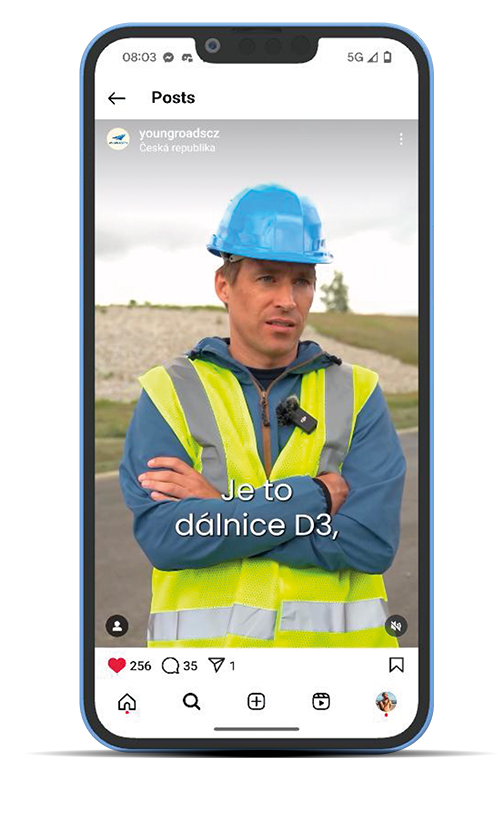 08:03
5G
Posts
youngroadscz
Česká republika
Je to
dálnice D3,
256 35 1